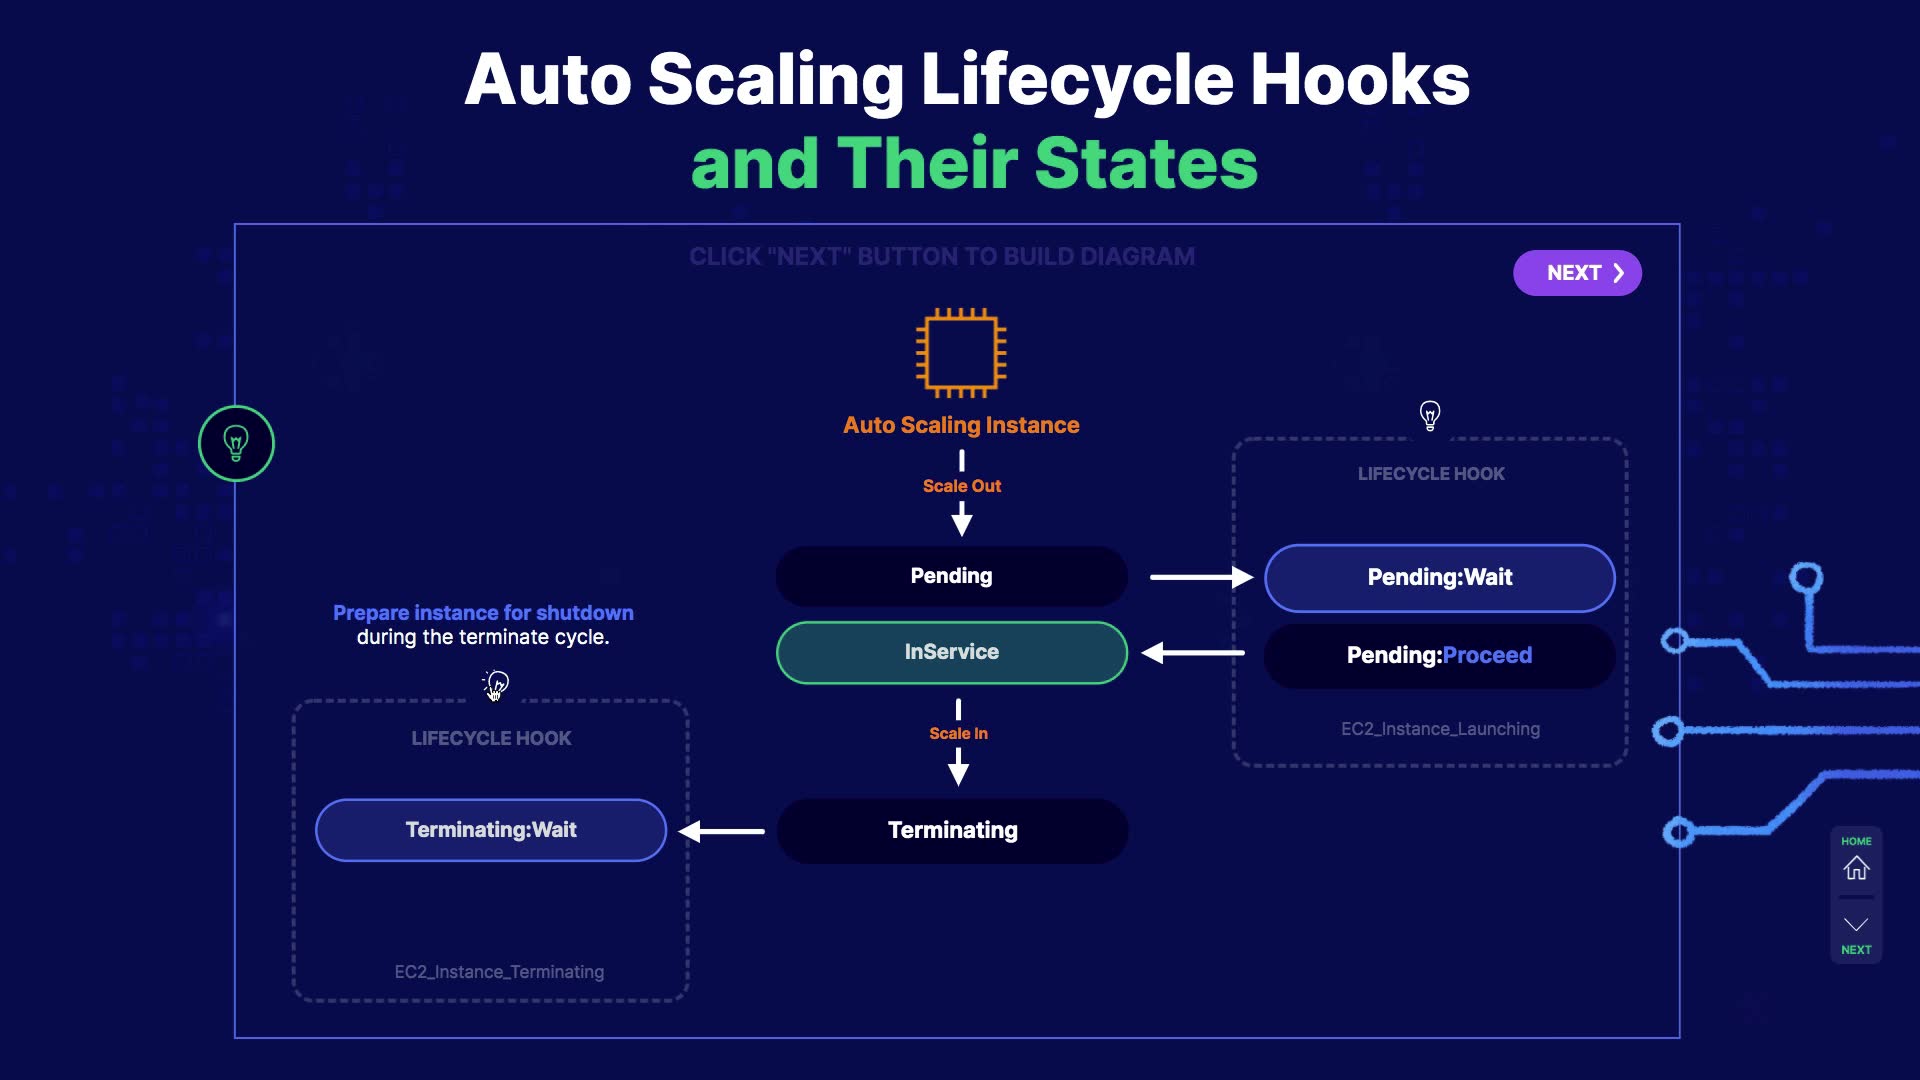 Auto Scaling Lifecycle Hooks
and Their States
CLICK "NEXT" BUTTON TO BUILD DIAGRAM
NEXT
Auto Scaling Instance
Scale Out
LIFECYCLE HOOK
Pending
Pending:Wait
InService
Pending:Proceed
EC2_Instance_Launching
Prepare instance for shutdown
during the terminate cycle.
Scale In
LIFECYCLE HOOK
Terminating:Wait
Terminating
EC2_Instance_Terminating
HOME
NEXT